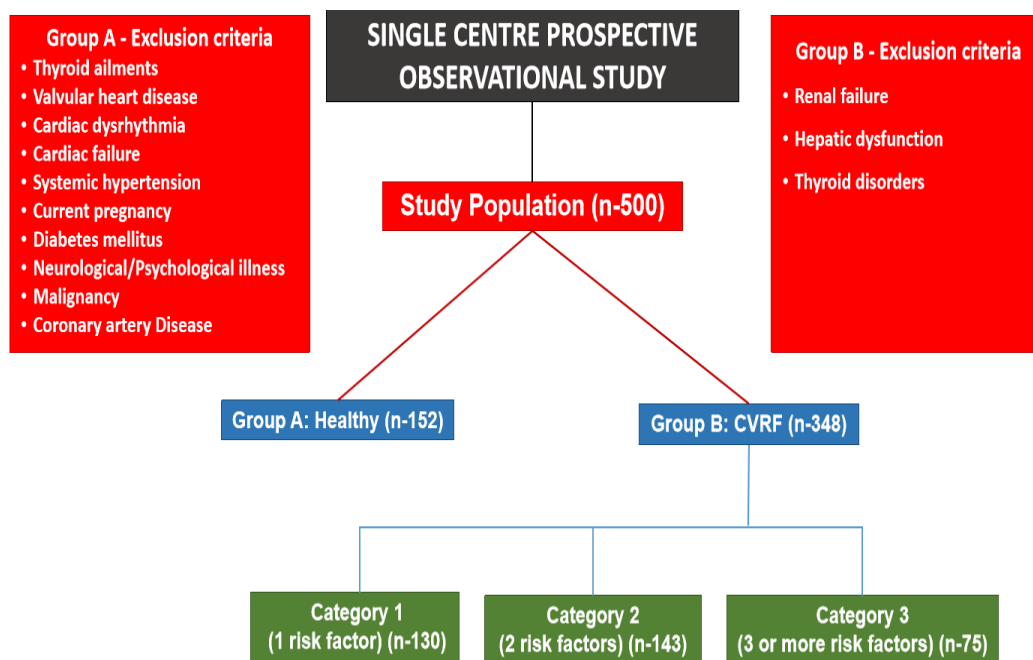 Group A - Exclusion criteria
• Thyroid ailments
• Valvular heart disease
• Cardiac dysrhythmia
• Cardiac failure
• Systemic hypertension
• Current pregnancy
• Diabetes mellitus
• Neurological/Psychological illness
• Malignancy
• Coronary artery Disease
SINGLE CENTRE PROSPECTIVE
OBSERVATIONAL STUDY
Group B - Exclusion criteria
• Renal failure
• Hepatic dysfunction
• Thyroid disorders
Study Population (n-500)
Group A: Healthy (n-152)
Group B: CVRF (n-348)
Category 1
(1 risk factor) (n-130)
Category 2
(2 risk factors) (n-143)
Category 3
(3 or more risk factors) (n-75)